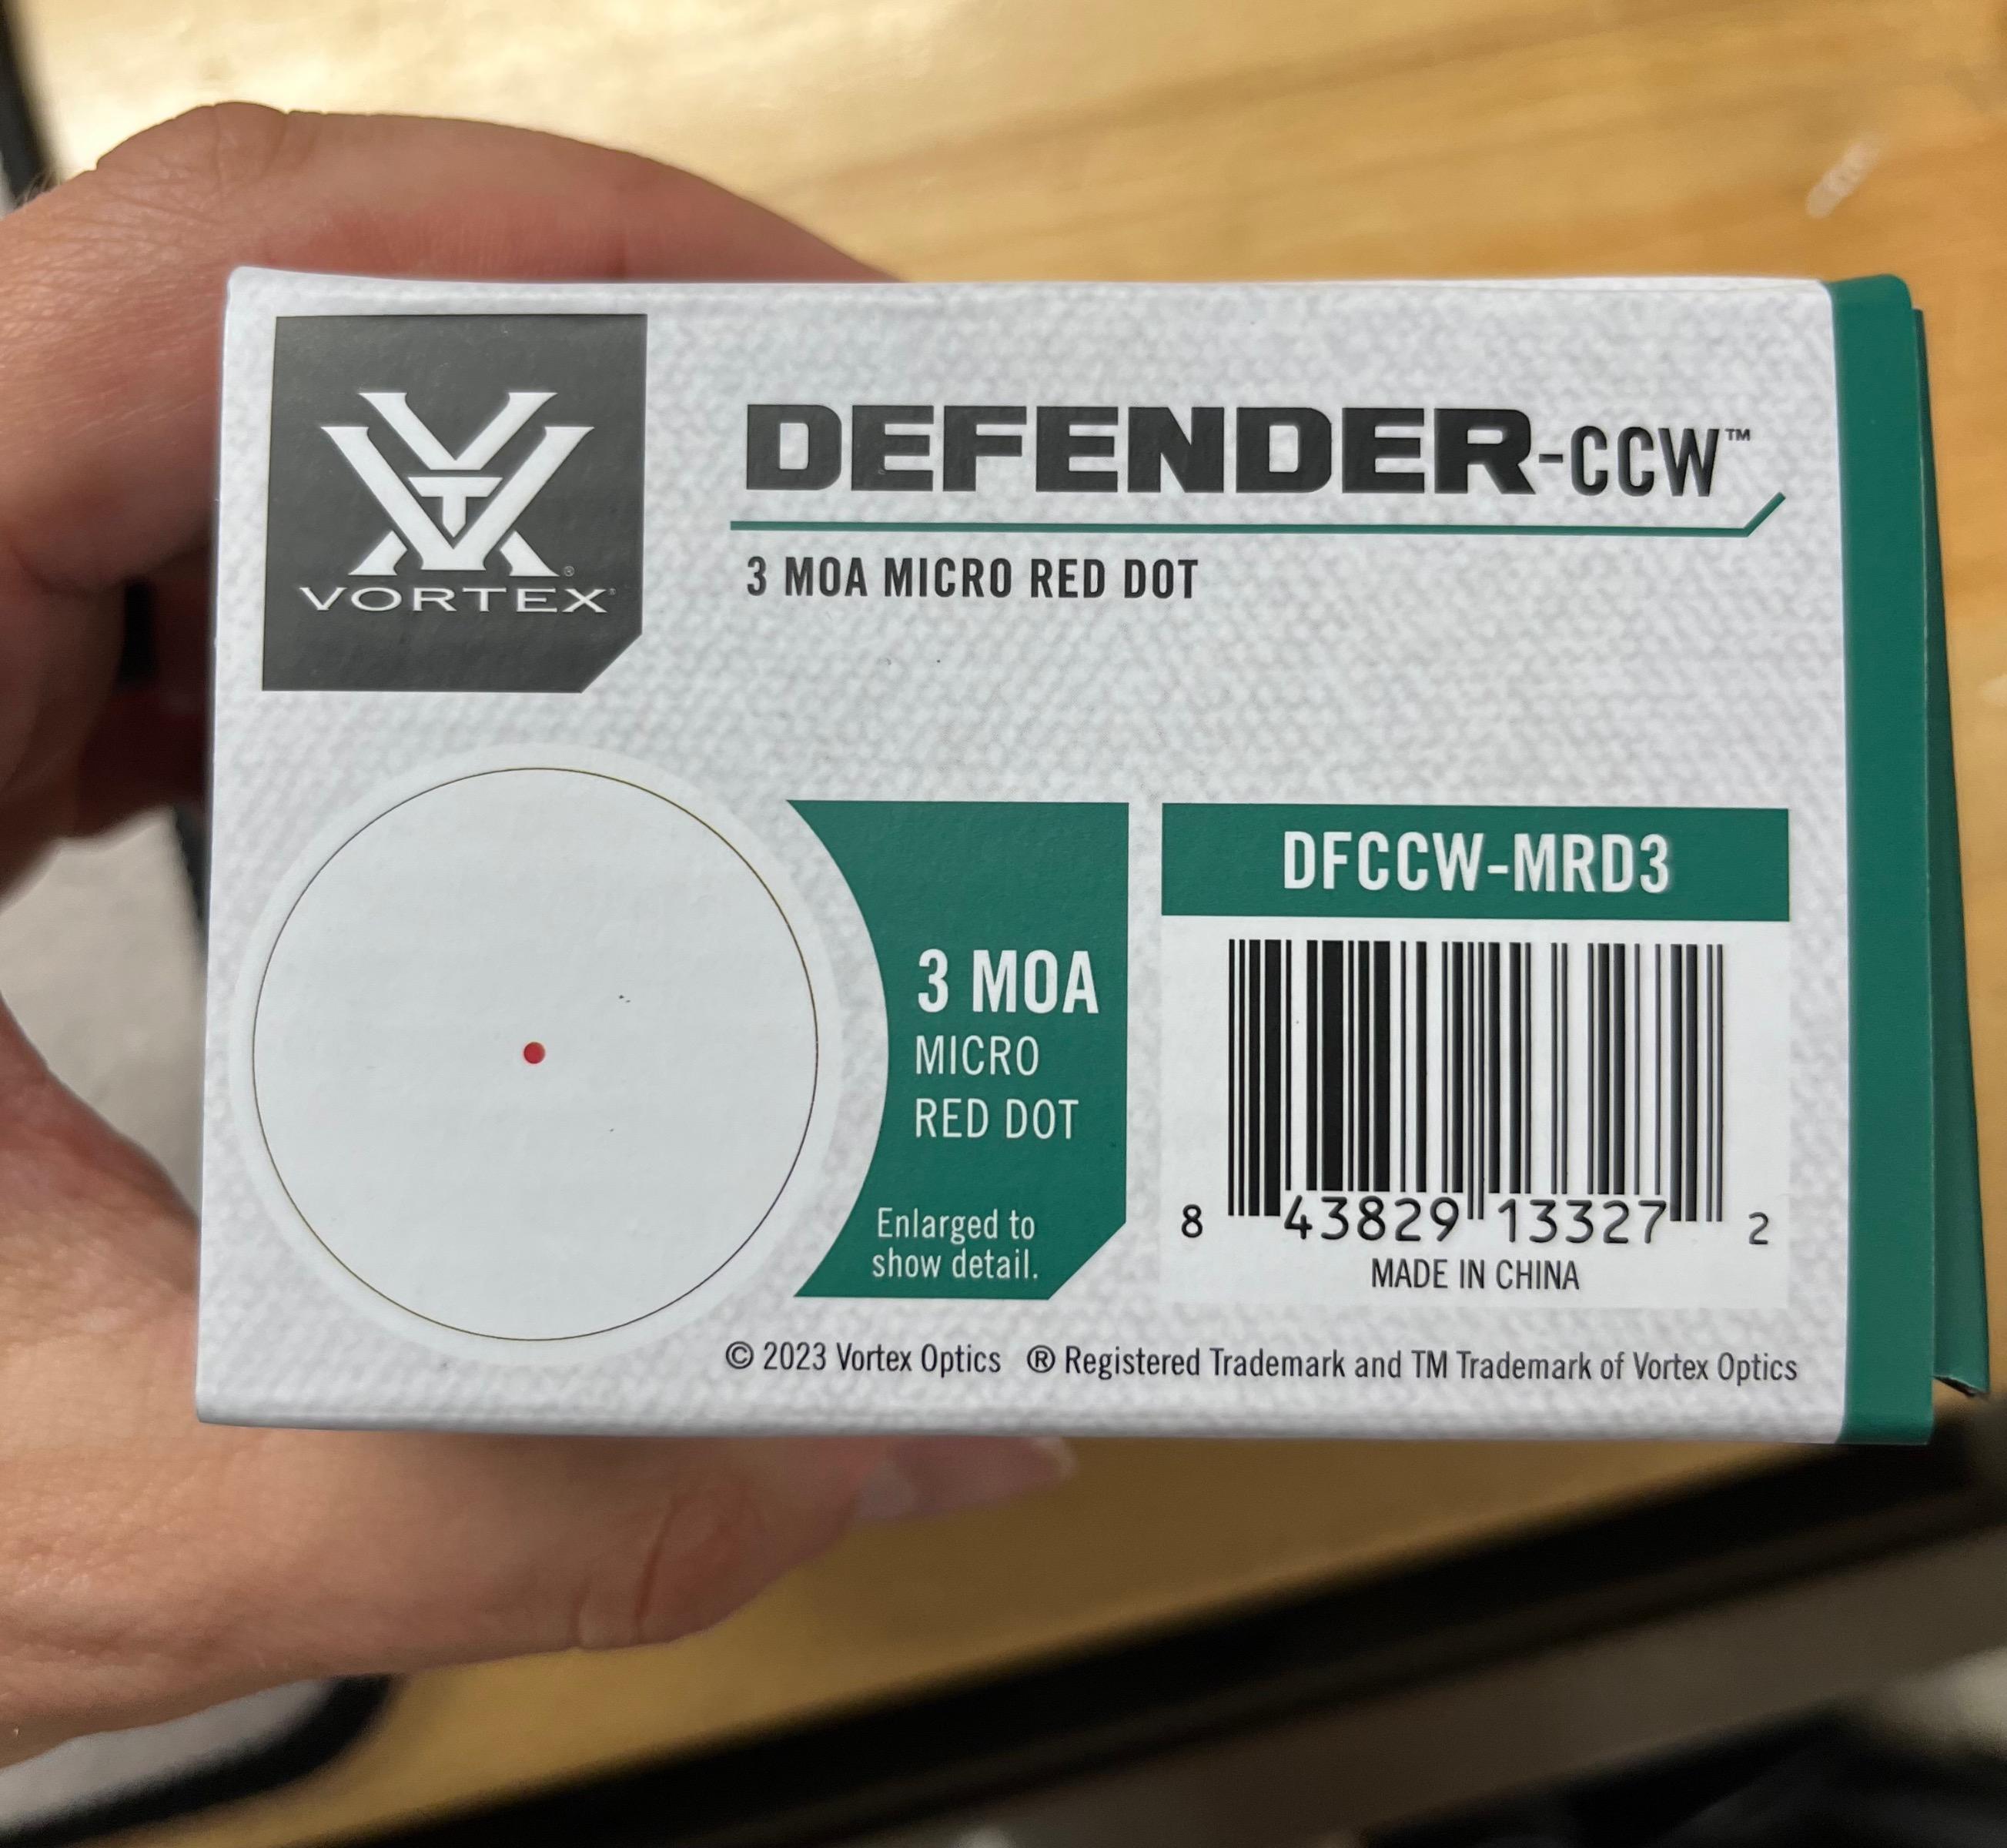 VORTEX®
DEFENDER-CCW™
3 MOA MICRO RED DOT
3 MOA
MICRO
RED DOT
Enlarged to
show detail.
DFCCW-MRD3
8 43829 13327 2
MADE IN CHINA
© 2023 Vortex Optics ® Registered Trademark and TM Trademark of Vortex Optics